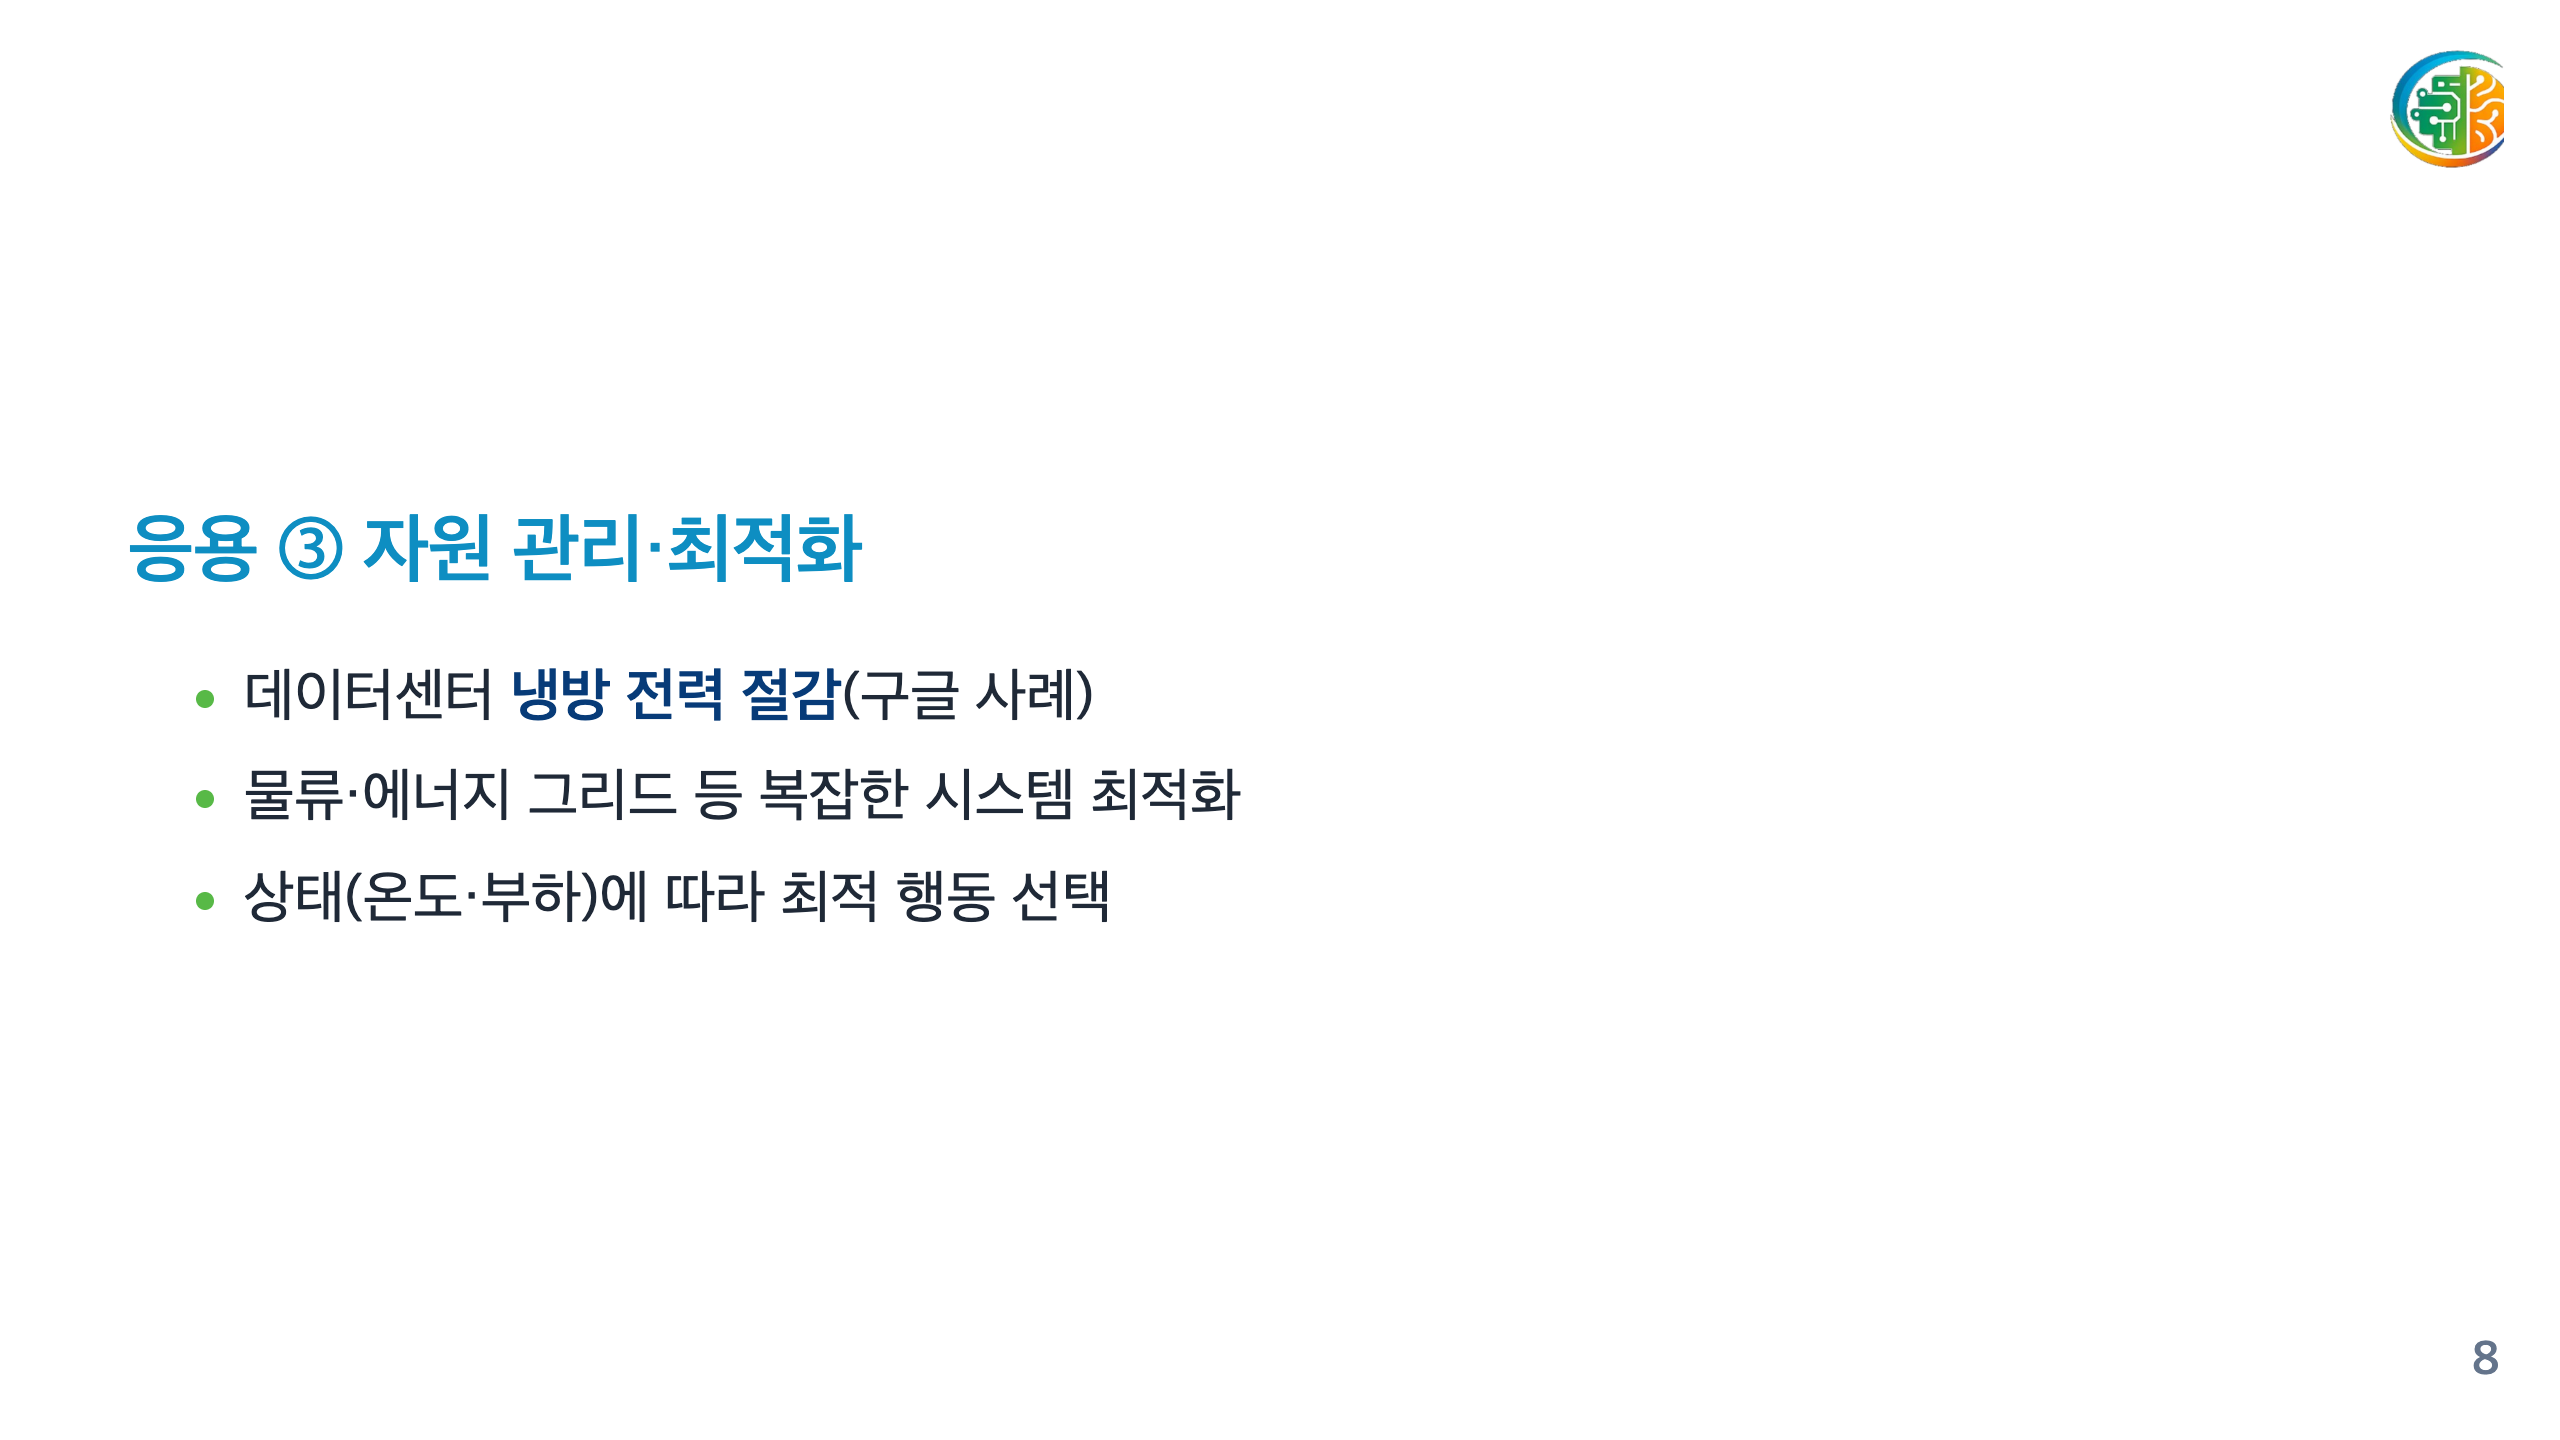 응용 ③ 자원 관리·최적화
• 데이터센터 냉방 전력 절감(구글 사례)
• 물류·에너지 그리드 등 복잡한 시스템 최적화
• 상태(온도·부하)에 따라 최적 행동 선택
8